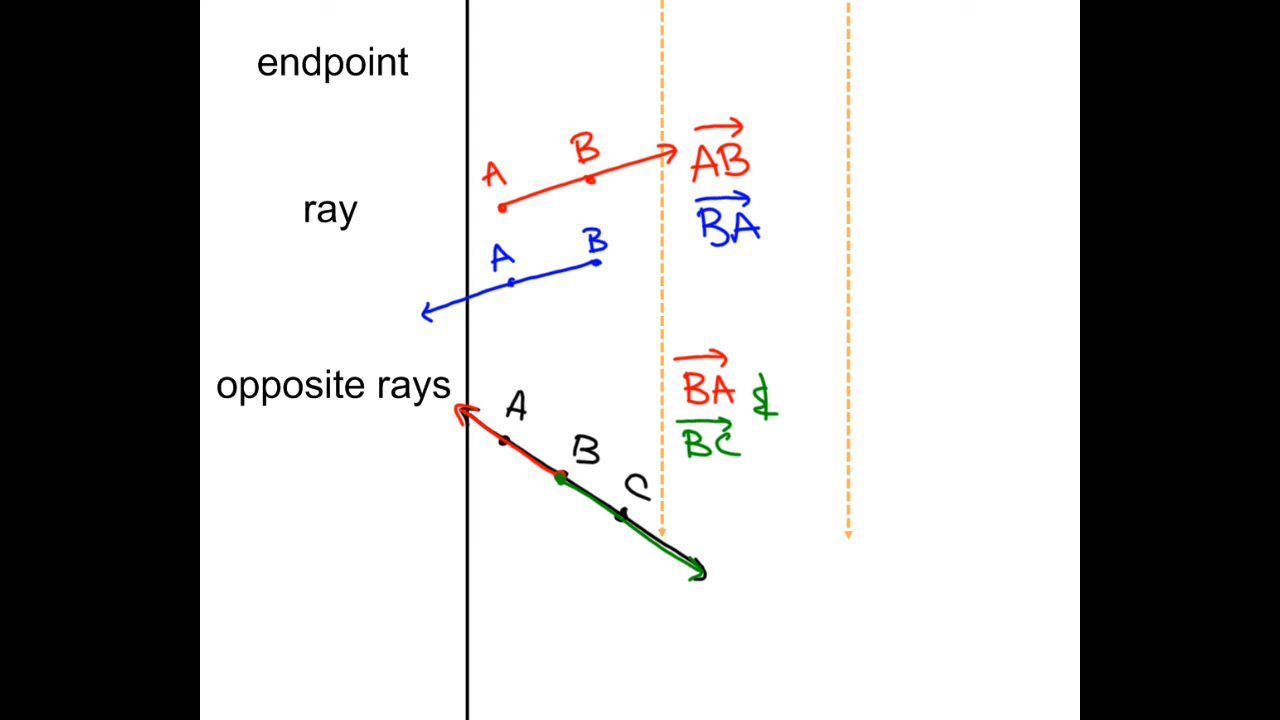 endpoint
A B AB
ray
BA
A B
opposite rays
BA &
A
BC
B
C